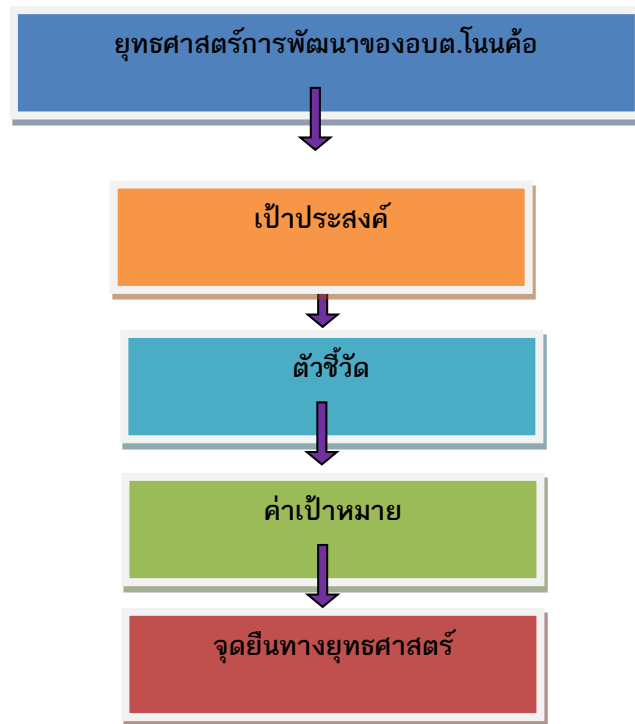 ยุทธศาสตร์การพัฒนาของอบต.โนนค้อ
เป้าประสงค์
ตัวชี้วัด
ค่าเป้าหมาย
จุดยืนทางยุทธศาสตร์